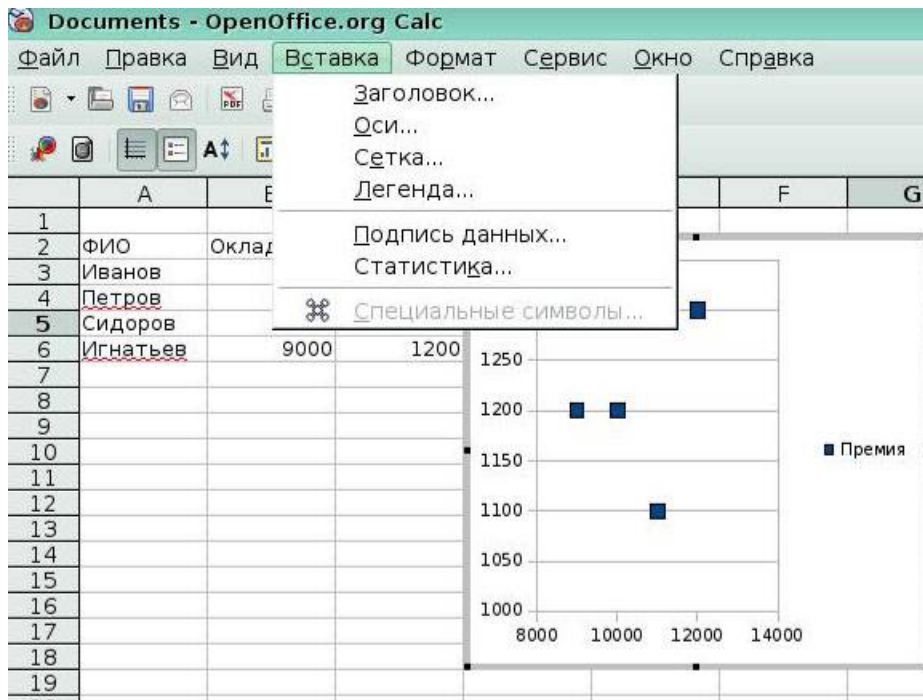 Documents - OpenOffice.org Calc
Файл Правка Вид Вставка Формат Сервис Окно Справка
PDF
A
Заголовок...
Оси...
Сетка...
Легенда...
Подпись данных...
Статистика...
Специальные символы...
A F G
1
2 ФИО Оклад
3 Иванов
4 Петров
5 Сидоров
6 Игнатьев 9000 1200
7
8
9
10
11
12
13
14
15
16
17
18
19
1250
1200
1150
1100
1050
1000
8000 10000 12000 14000
Премия